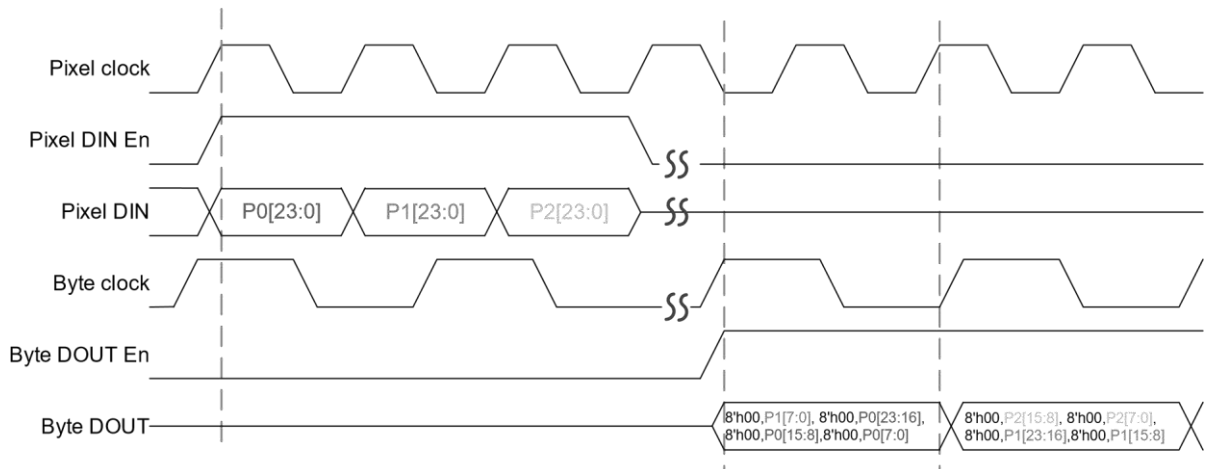 Pixel clock
Pixel DIN En
Pixel DIN
P0[23:0]
P1[23:0]
P2[23:0]
Byte clock
Byte DOUT En
Byte DOUT
8'h00,P1[7:0], 8'h00,P0[23:16],
8'h00,P0[15:8],8'h00,P0[7:0]
8'h00,P2[15:8], 8'h00,P2[7:0],
8'h00,P1[23:16],8'h00,P1[15:8]